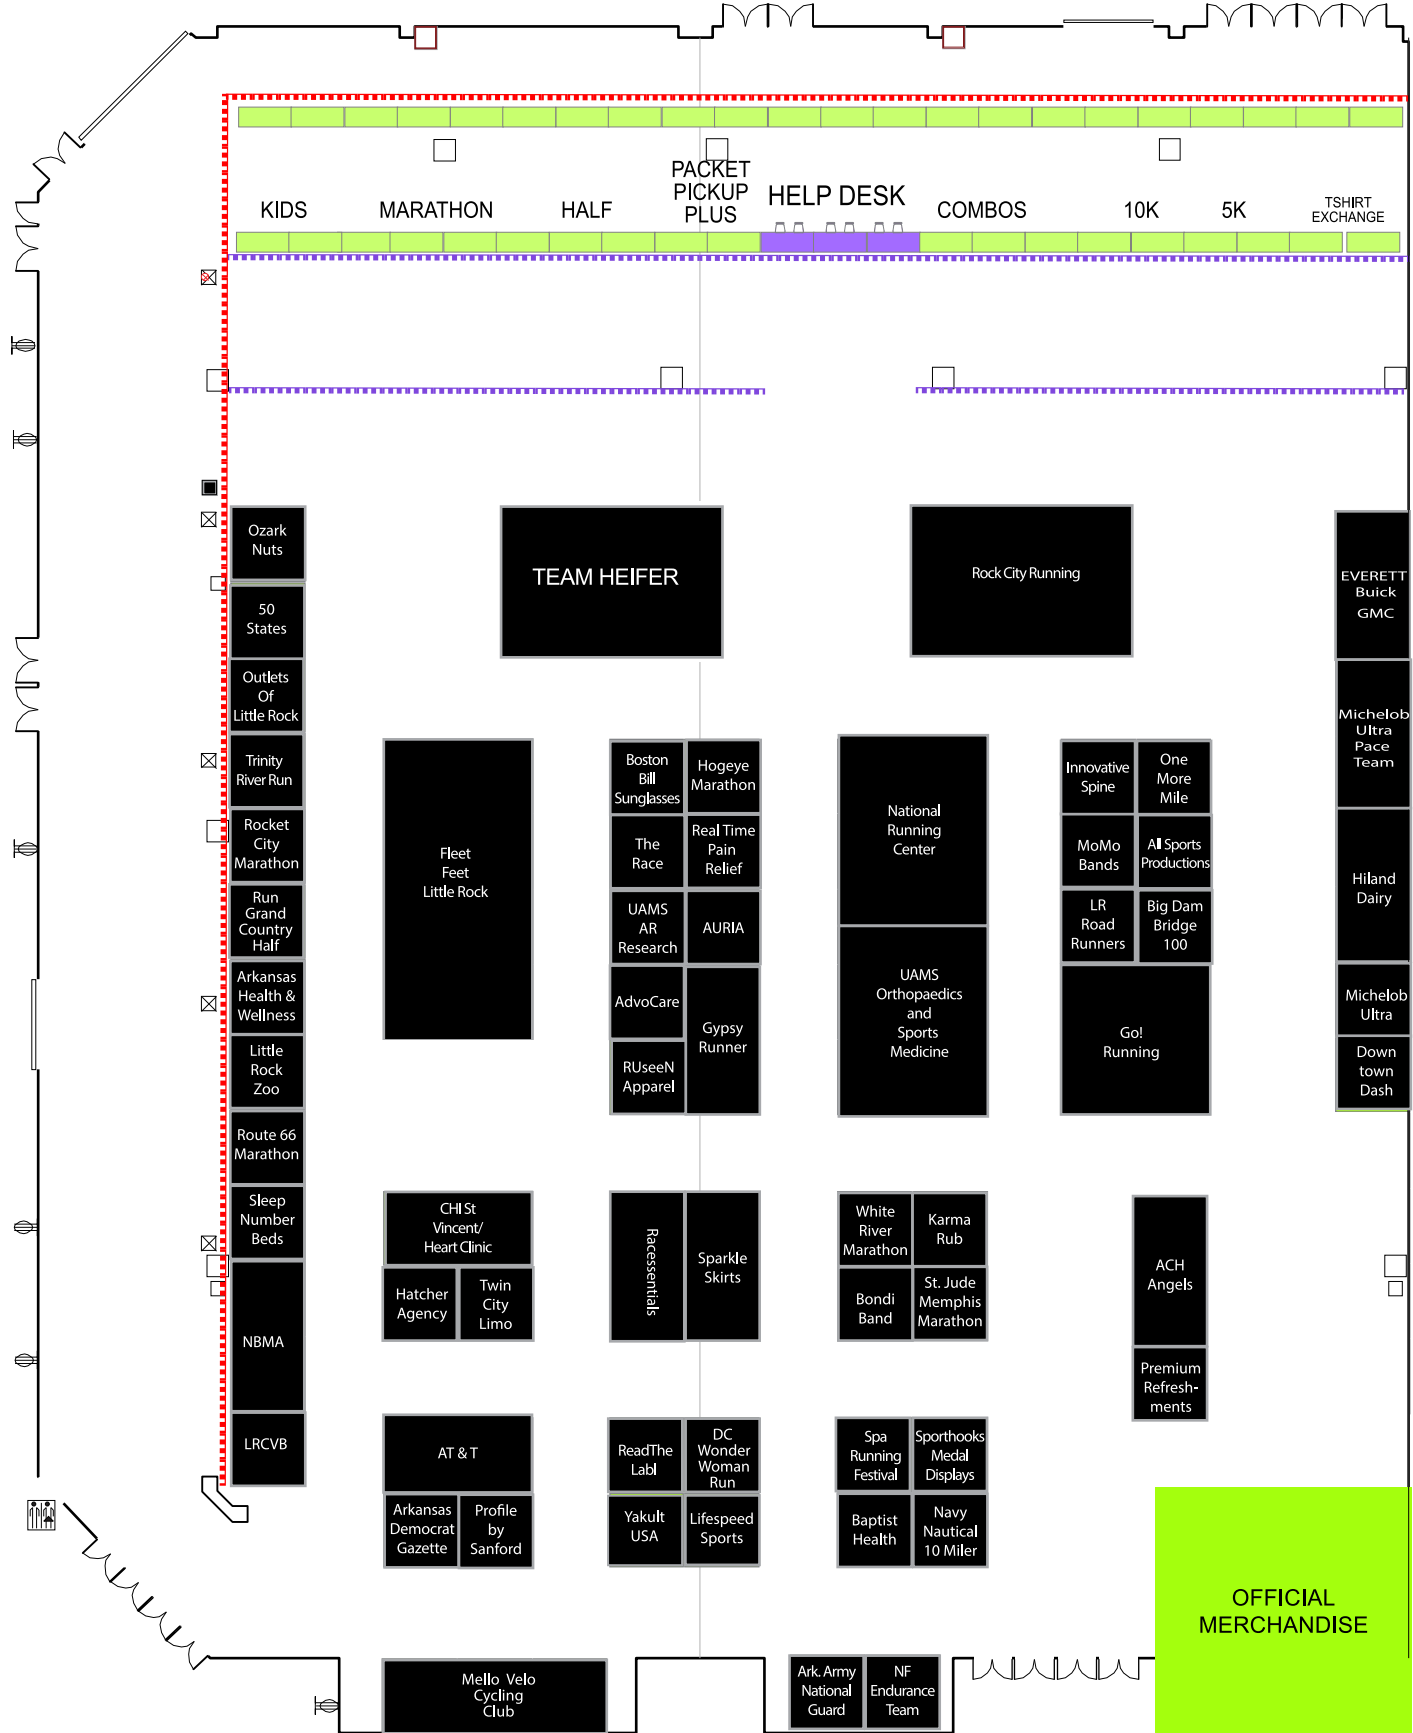 PACKET
PICKUP
PLUS
HELP DESK
KIDS
MARATHON
HALF
COMBOS
10K
5K
TSHIRT
EXCHANGE
Ozark
Nuts
50
States
Outlets
Of
Little Rock
Trinity
River Run
Rocket
City
Marathon
Run
Grand
Country
Half
Arkansas
Health &
Wellness
Little
Rock
Zoo
Route 66
Marathon
Sleep
Number
Beds
NBMA
LRCVB
TEAM HEIFER
Rock City Running
EVERETT
Buick
GMC
Michelob
Ultra
Pace
Team
Hiland
Dairy
Michelob
Ultra
Down
town
Dash
Fleet
Feet
Little Rock
Boston
Bill
Sunglasses
Hogeye
Marathon
The
Race
Real Time
Pain
Relief
UAMS
AR
Research
AURIA
AdvoCare
Gypsy
Runner
RUseeN
Apparel
National
Running
Center
UAMS
Orthopaedics
and
Sports
Medicine
Innovative
Spine
One
More
Mile
MoMo
Bands
All Sports
Productions
LR
Road
Runners
Big Dam
Bridge
100
Go!
Running
CHI St
Vincent/
Heart Clinic
Hatcher
Agency
Twin
City
Limo
Racessentials
Sparkle
Skirts
White
River
Marathon
Karma
Rub
Bondi
Band
St. Jude
Memphis
Marathon
ACH
Angels
Premium
Refresh-
ments
AT & T
Arkansas
Democrat
Gazette
Profile
by
Sanford
ReadThe
Labl
DC
Wonder
Woman
Run
Yakult
USA
Lifespeed
Sports
Spa
Running
Festival
Sporthooks
Medal
Displays
Baptist
Health
Navy
Nautical
10 Miler
OFFICIAL
MERCHANDISE
Mello Velo
Cycling
Club
Ark. Army
National
Guard
NF
Endurance
Team